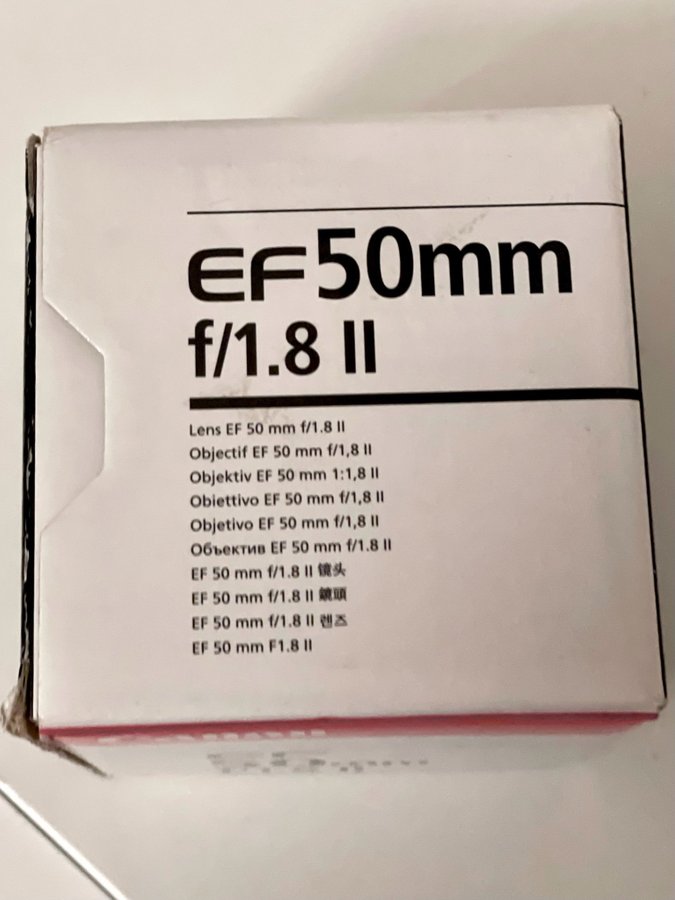 EF50mm
f/1.8 II
Lens EF 50 mm f/1.8 II
Objectif EF 50 mm f/1,8 II
Objektiv EF 50 mm 1:1,8 II
Obiettivo EF 50 mm f/1,8 II
Objetivo EF 50 mm f/1,8 II
Объектив EF 50 mm f/1.8 II
EF 50 mm f/1.8 II 镜头
EF 50 mm f/1.8 II 鏡頭
EF 50 mm f/1.8 II 렌즈
EF 50 mm F1.8 II